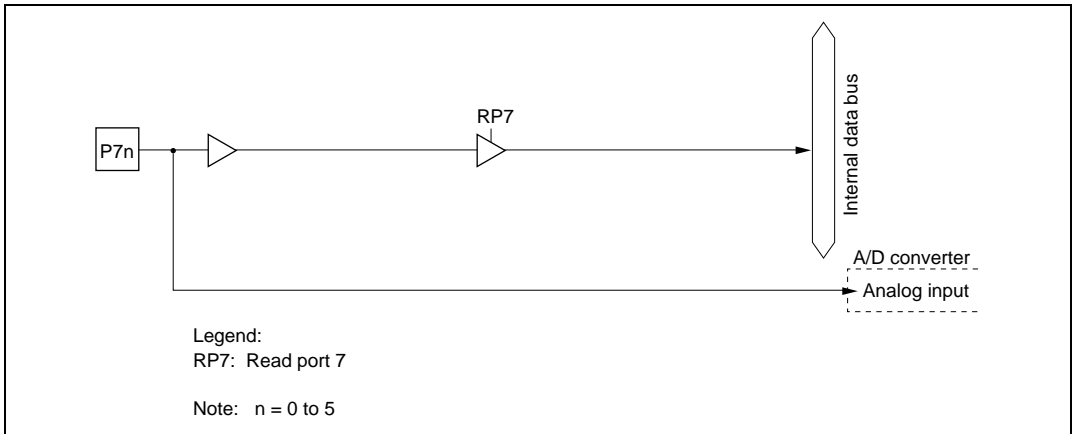 RP7
P7n
Internal data bus
A/D converter
Analog input
Legend:
RP7: Read port 7
Note: n = 0 to 5